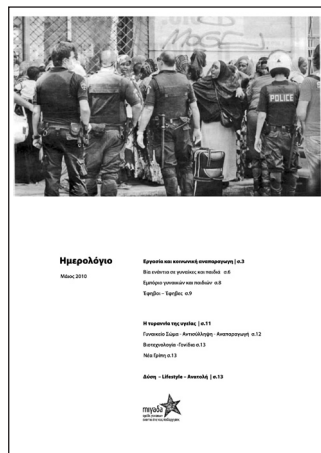 POLICE
Ημερολόγιο
Μάιος 2010
Εργασία και κοινωνική αναπαραγωγη | σ.3
Βία ενάντια σε γυναίκες και παιδιά σ.6
Εμπόριο γυναικών και παιδιών σ.8
Έφηβοι – Έφηβες σ.9
Η τυραννία της υγείας | σ.11
Γυναικείο Σώμα - Αντισύλληψη - Αναπαραγωγή σ.12
Βιοτεχνολογία -Γονίδια σ.13
Νέα Γρίπη σ.13
Δύση – Lifestyle – Ανατολή | σ.13
miγada